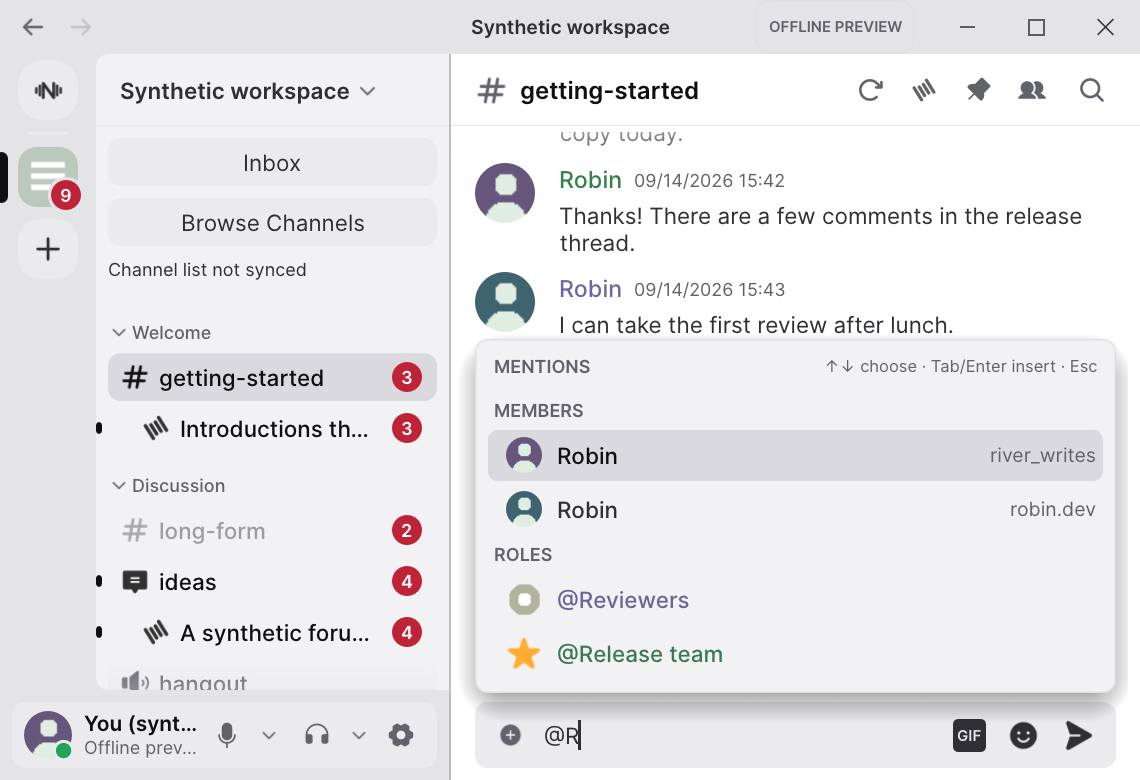 Synthetic workspace
OFFLINE PREVIEW
9
Synthetic workspace
Inbox
Browse Channels
Channel list not synced
Welcome
getting-started 3
Introductions th... 3
Discussion
long-form 2
ideas 4
A synthetic foru... 4
hangout
You (synt...
Offline prev...
# getting-started
copy today.
Robin 09/14/2026 15:42
Thanks! There are a few comments in the release
thread.
Robin 09/14/2026 15:43
I can take the first review after lunch.
MENTIONS ↑↓ choose · Tab/Enter insert · Esc
MEMBERS
Robin river_writes
Robin robin.dev
ROLES
@Reviewers
@Release team
@R
GIF